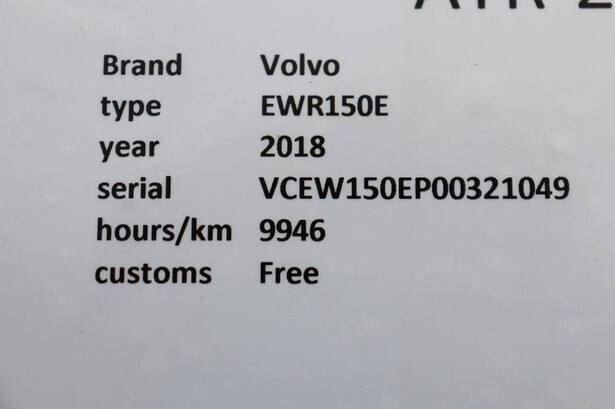 Brand Volvo
type EWR150E
year 2018
serial VCEW150EP00321049
hours/km 9946
customs Free